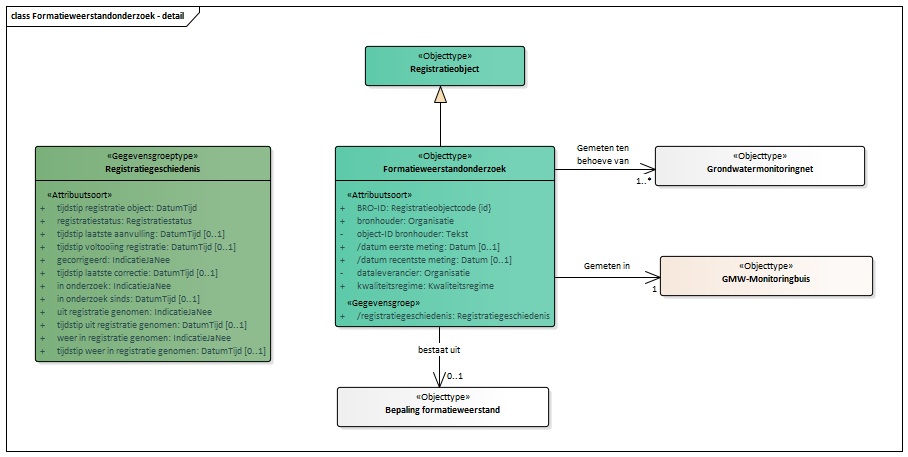 class Formatieweerstandonderzoek - detail
«Objecttype»
Registratieobject
«Gegevensgroeptype»
Registratiegeschiedenis
«Attribuutsoort»
+ tijdstip registratie object: DatumTijd
+ registratiestatus: Registratiestatus
+ tijdstip laatste aanvulling: DatumTijd [0..1]
+ tijdstip voltooiing registratie: DatumTijd [0..1]
+ gecorrigeerd: IndicatieJaNee
+ tijdstip laatste correctie: DatumTijd [0..1]
+ in onderzoek: IndicatieJaNee
+ in onderzoek sinds: DatumTijd [0..1]
+ uit registratie genomen: IndicatieJaNee
+ tijdstip uit registratie genomen: DatumTijd [0..1]
+ weer in registratie genomen: IndicatieJaNee
+ tijdstip weer in registratie genomen: DatumTijd [0..1]
«Objecttype»
Formatieweerstandonderzoek
«Attribuutsoort»
+ BRO-ID: Registratieobjectcode {id}
+ bronhouder: Organisatie
- object-ID bronhouder: Tekst
+ /datum eerste meting: Datum [0..1]
+ /datum recentste meting: Datum [0..1]
- dataleverancier: Organisatie
+ kwaliteitsregime: Kwaliteitsregime
«Gegevensgroep»
+ /registratiegeschiedenis: Registratiegeschiedenis
Gemeten ten
behoeve van
1..*
«Objecttype»
Grondwatermonitoringnet
Gemeten in
1
«Objecttype»
GMW-Monitoringbuis
bestaat uit
0..1
«Objecttype»
Bepaling formatieweerstand